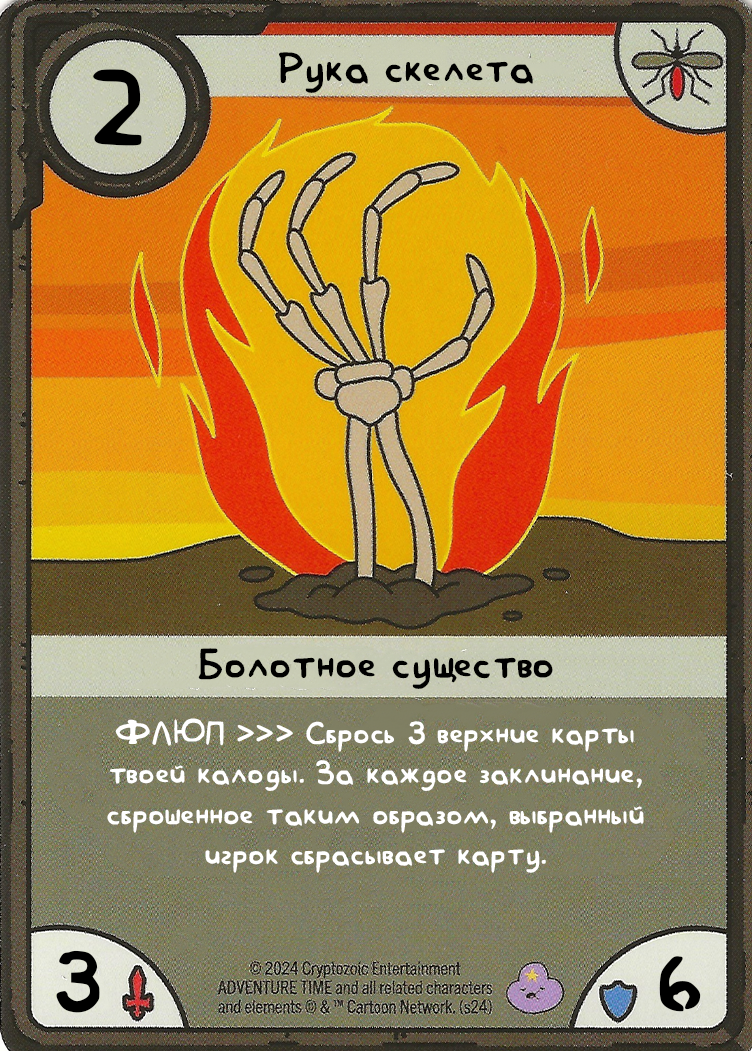 2
Рука скелета
Болотное существо
ФЛЮП >>> Сбрось 3 верхние карты
твоей калоды. За каждое заклинание,
сброшенное таким образом, выбранный
игрок сбрасывает карту.
3
© 2024 Cryptozoic Entertainment
ADVENTURE TIME and all related characters
and elements © & ™ Cartoon Network. (s24)
6